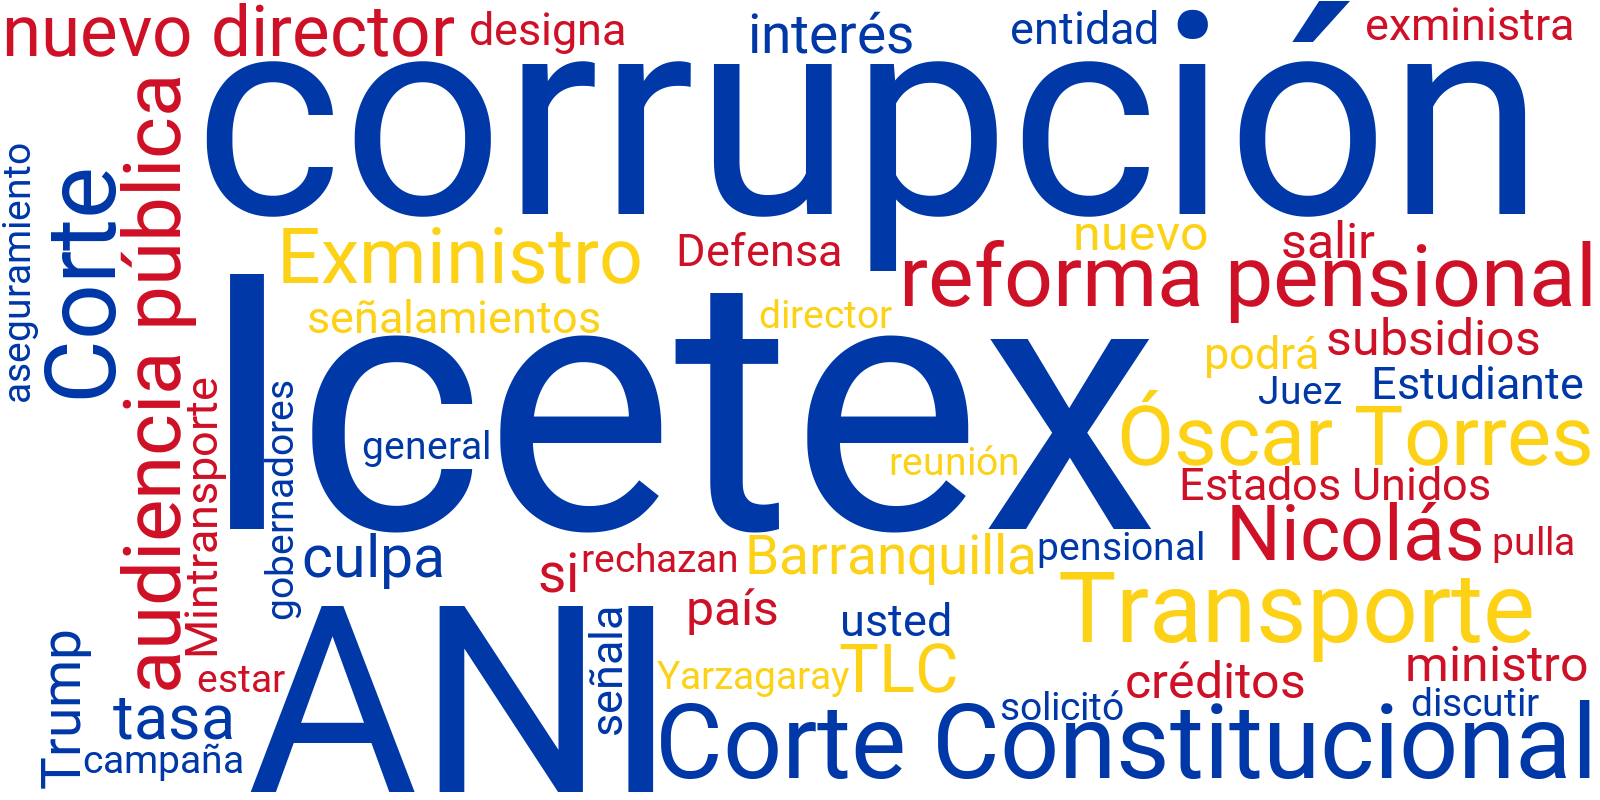 nuevo director
designa
interés
entidad
exministra
corrupción
aseguramiento
Corte
audiencia pública
Exministro
Defensa
nuevo
salir
reforma pensional
señalamientos
director
Icetex
podrá
subsidios
Juez
Estudiante
Mintransporte
gobernadores
general
reunión
Óscar Torres
Estados Unidos
culpa
si
rechazan
Barranquilla
pensional
Nicolás
pulla
Transporte
país
usted
señala
ANI
Trump
estar
Yarzagaray
TLC
créditos
ministro
tasa
campaña
solicitó
discutir
Corte Constitucional